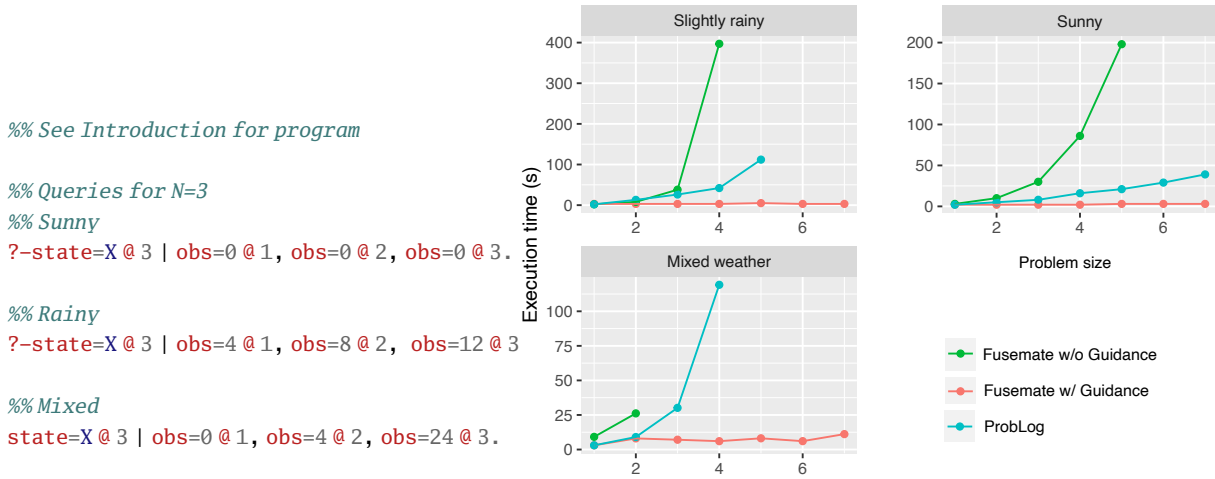 %% See Introduction for program
%% Queries for N=3
%% Sunny
?-state=X @ 3 | obs=0 @ 1, obs=0 @ 2, obs=0 @ 3.
%% Rainy
?-state=X @ 3 | obs=4 @ 1, obs=8 @ 2, obs=12 @ 3
%% Mixed
state=X @ 3 | obs=0 @ 1, obs=4 @ 2, obs=24 @ 3.
Execution time (s)
Slightly rainy
400
300
200
100
0
2
4
6
Sunny
200
150
100
50
0
2
4
6
Problem size
Mixed weather
100
75
50
25
0
2
4
6
Fusemate w/o Guidance
Fusemate w/ Guidance
ProbLog